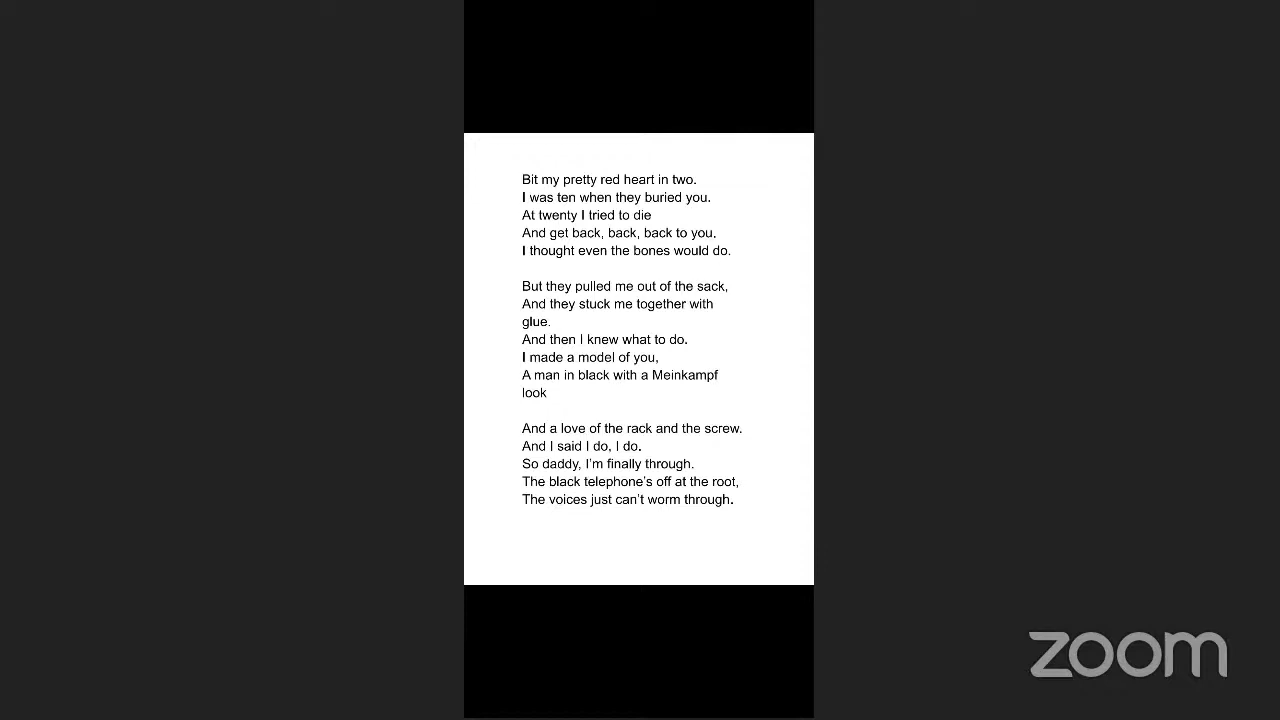 Bit my pretty red heart in two.
I was ten when they buried you.
At twenty I tried to die
And get back, back, back to you.
I thought even the bones would do.

But they pulled me out of the sack,
And they stuck me together with
glue.
And then I knew what to do.
I made a model of you,
A man in black with a Meinkampf
look

And a love of the rack and the screw.
And I said I do, I do.
So daddy, I'm finally through.
The black telephone's off at the root,
The voices just can't worm through.

zoom